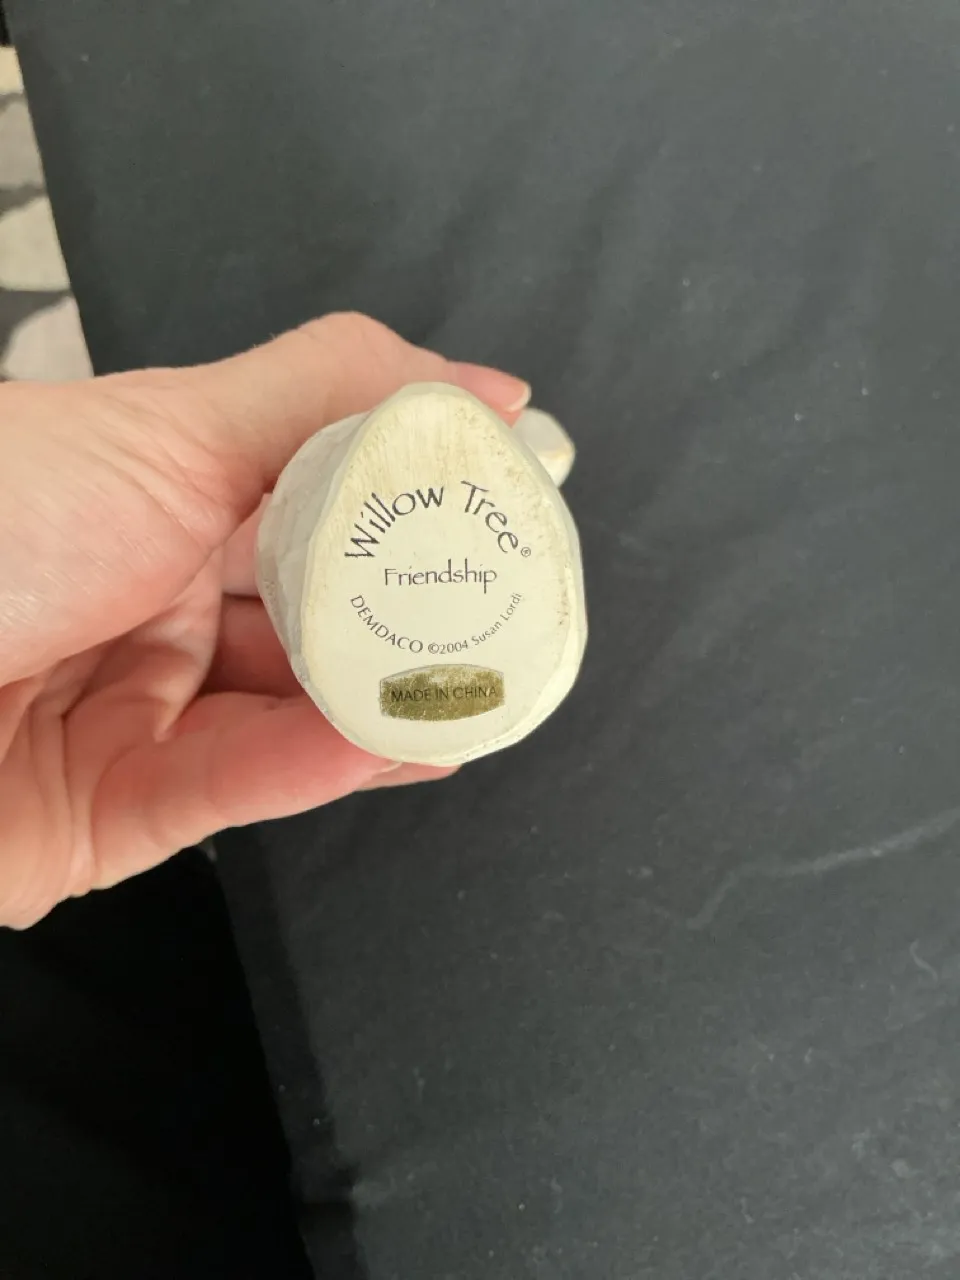 Willow Tree®
Friendship
DEMDACO ©2004 Susan Lordi
MADE IN CHINA